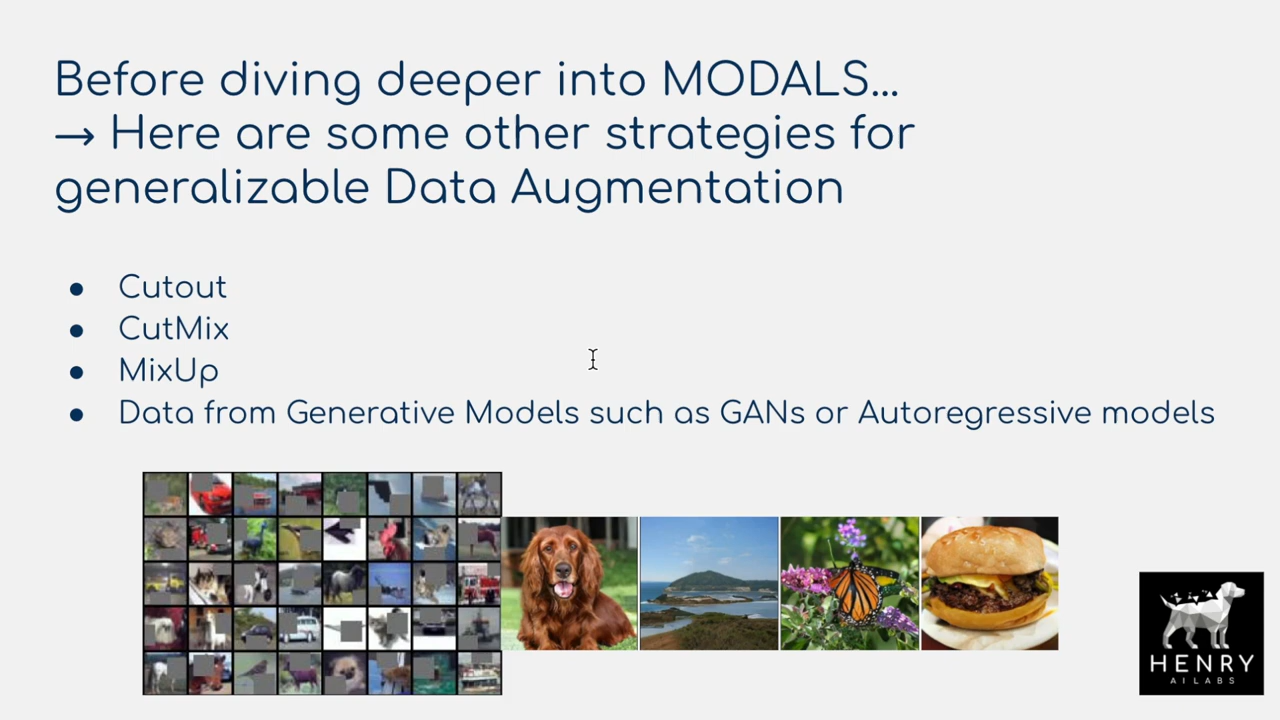 Before diving deeper into MODALS...
→ Here are some other strategies for
generalizable Data Augmentation
● Cutout
● CutMix
● MixUp
● Data from Generative Models such as GANs or Autoregressive models
HENRY
AI LABS